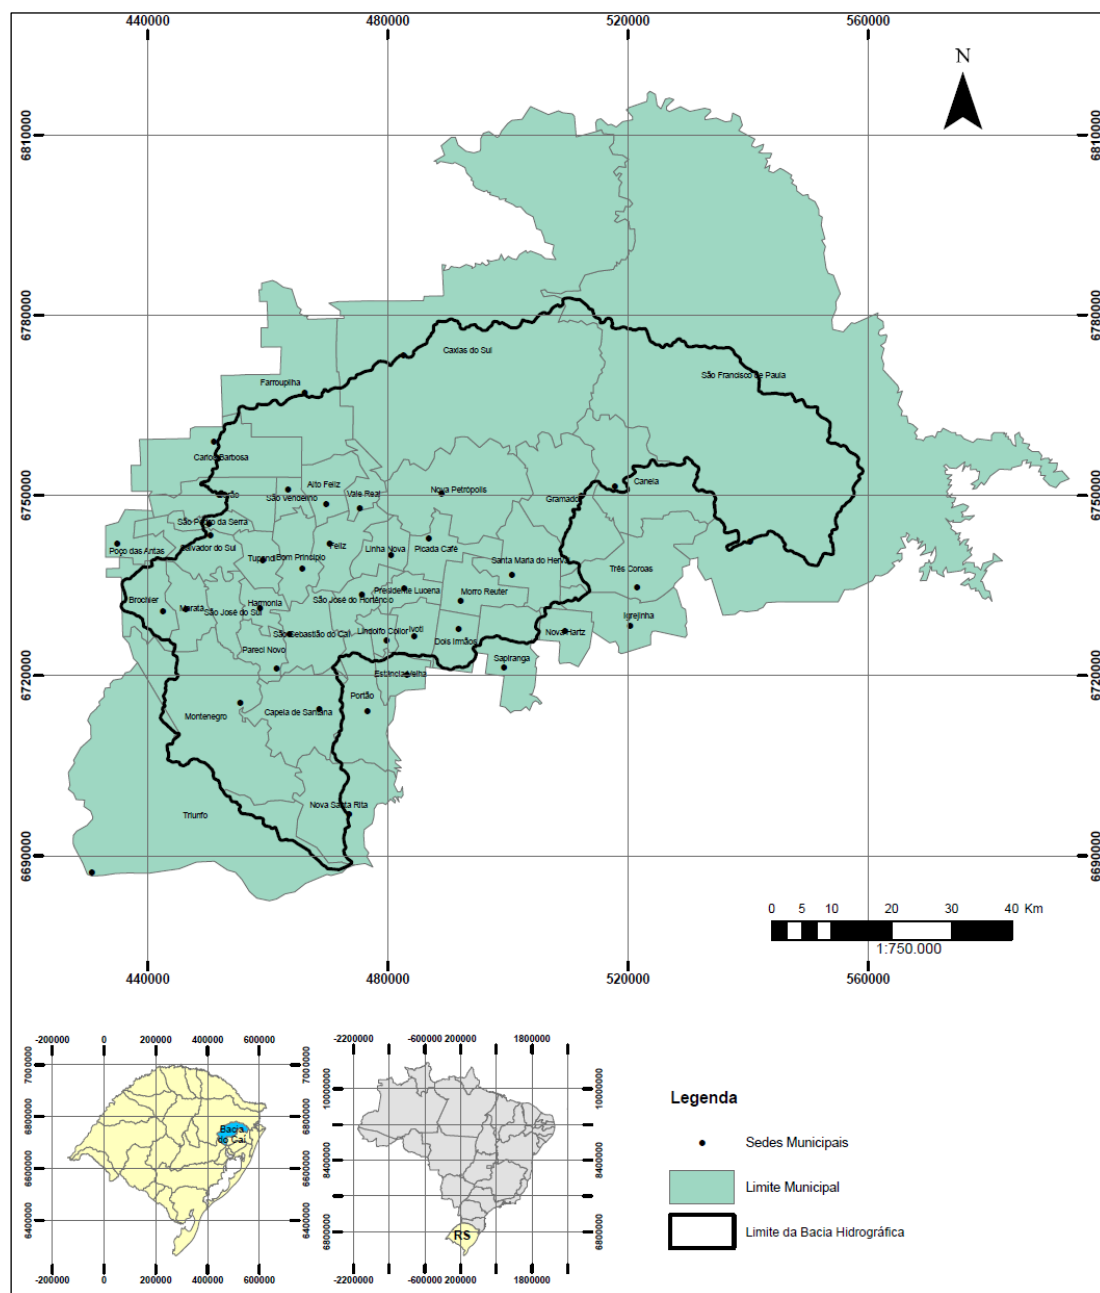 440000
480000
520000
560000
N
6810000
6810000
6780000
6780000
Caxias do Sul
São Francisco de Paula
Farroupilha
Carlos Barbosa
Canela
Alto Feliz
São Vendelino
Vale Real
Nova Petrópolis
Gramado
6750000
6750000
São Pedro da Serra
Poço das Antas
Salvador do Sul
Tupandi
Bom Princípio
Feliz
Linha Nova
Picada Café
Santa Maria do Herval
Três Coroas
Presidente Lucena
Morro Reuter
Brochier
Maratá
São José do Sul
Harmonia
São José do Hortêncio
Igrejinha
São Sebastião do Caí
Lindolfo Collor
Ivoti
Dois Irmãos
Nova Hartz
Pareci Novo
Sapiranga
Estância Velha
6720000
6720000
Portão
Montenegro
Capela de Santana
Nova Santa Rita
Triunfo
6690000
6690000
0 5 10 20 30 40 Km
1:750.000
440000
480000
520000
560000
-200000 0 200000 400000 600000
7000000
7000000
6800000
6800000
Bacia
do Caí
6600000
6600000
6400000
6400000
-200000 0 200000 400000 600000
-2200000 -600000 200000 1800000
10000000
10000000
8400000
8400000
RS
6800000
6800000
-2200000 -600000 200000 1800000
Legenda
Sedes Municipais
Limite Municipal
Limite da Bacia Hidrográfica